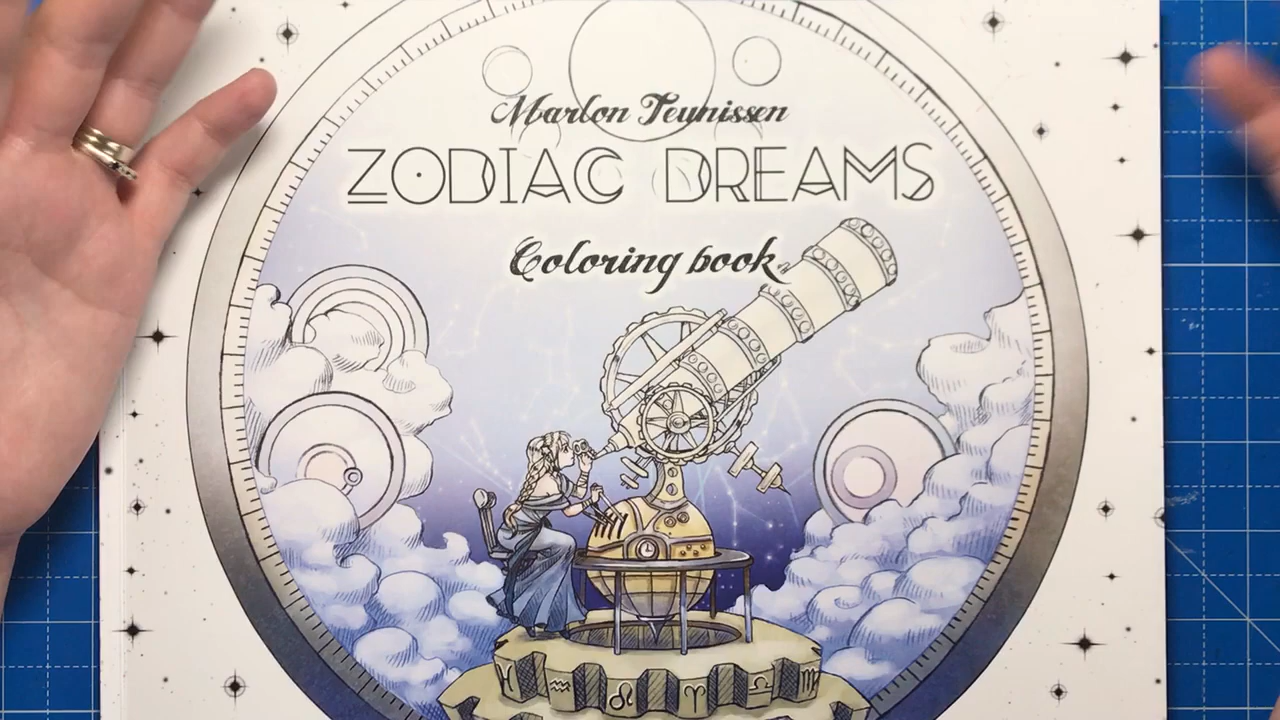 Marlon Teunissen
ZODIAC DREAMS
Coloring book
♓ ♒ ♌ ♈ ♎ ♍